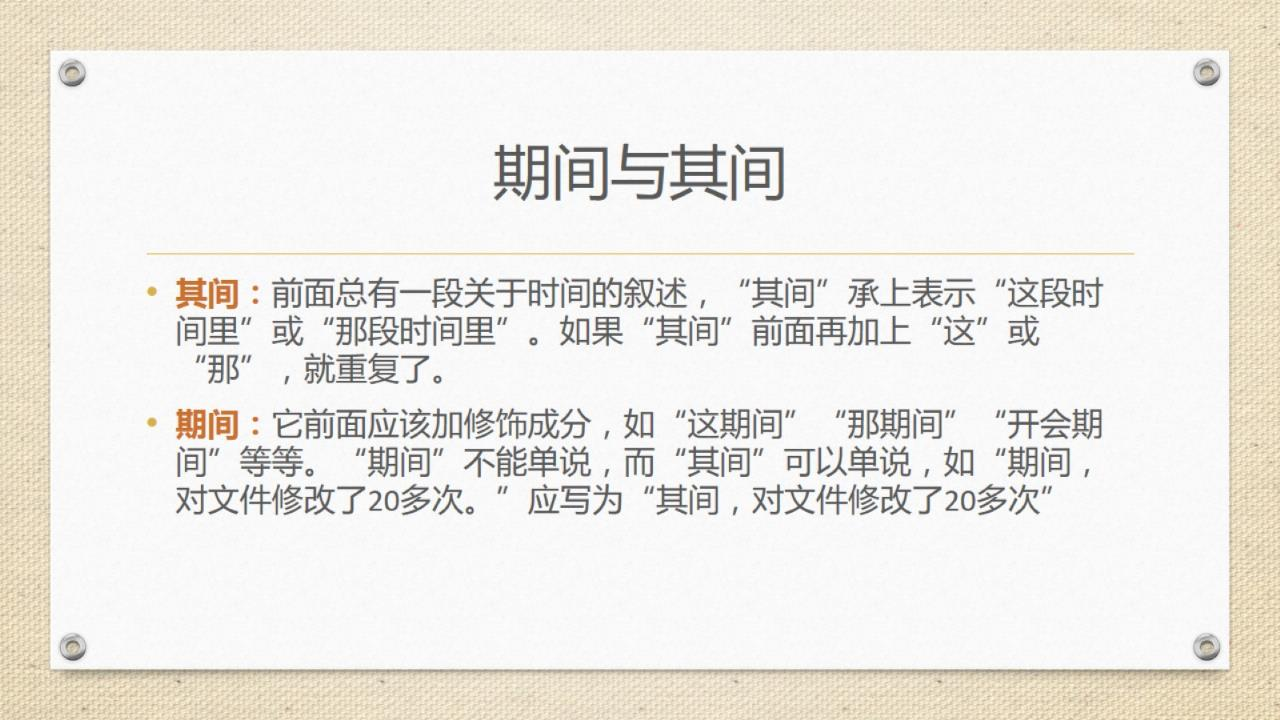 期间与其间
• 其间：前面总有一段关于时间的叙述，“其间”承上表示“这段时
间里”或“那段时间里”。如果“其间”前面再加上“这”或
“那”，就重复了。
• 期间：它前面应该加修饰成分，如“这期间”“那期间”“开会期
间”等等。“期间”不能单说，而“其间”可以单说，如“期间，
对文件修改了20多次。”应写为“其间，对文件修改了20多次”